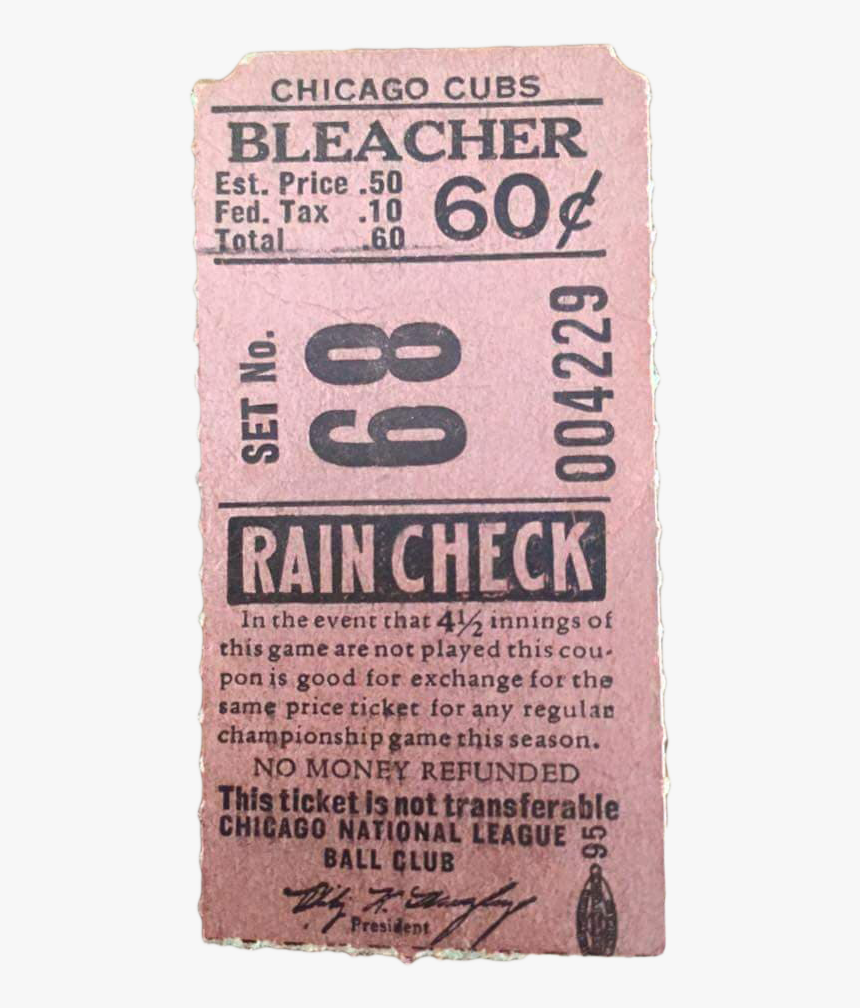 CHICAGO CUBS
BLEACHER
Est. Price .50
Fed. Tax .10
Total .60
60¢
SET No.
68
004229
RAIN CHECK
In the event that 4½ innings of
this game are not played this cou-
pon is good for exchange for the
same price ticket for any regular
championship game this season.
NO MONEY REFUNDED
This ticket is not transferable
CHICAGO NATIONAL LEAGUE
BALL CLUB
President
95